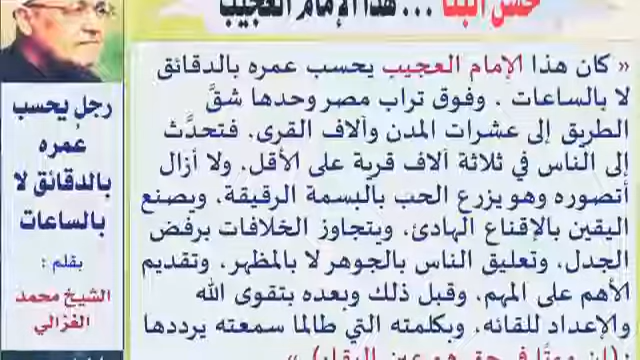 حسن البنا ... هذا الإمام العجيب
« كان هذا الإمام العجيب يحسب عمره بالدقائق
لا بالساعات . وفوق تراب مصر وحدها شقَّ
الطريق إلى عشرات المدن وآلاف القرى. فتحدَّث
إلى الناس في ثلاثة آلاف قرية على الأقل. ولا أزال
أتصوره وهو يزرع الحب بالبسمة الرقيقة. ويصنع
اليقين بالإقناع الهادئ. ويتجاوز الخلافات برفض
الجدل. وتعليق الناس بالجوهر لا بالمظهر. وتقديم
الأهم على المهم. وقبل ذلك وبعده بتقوى الله
والإعداد للقائه. وبكلمته التي طالما سمعته يرددها
رجل يحسب
عُمره
بالدقائق لا
بالساعات
بقلم :
الشيخ محمد
الغزالي